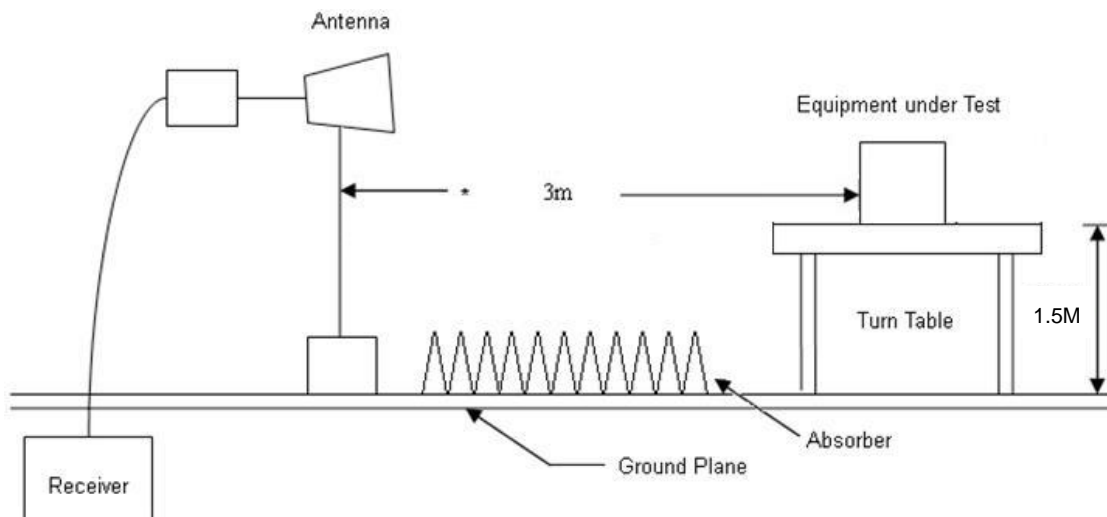 Antenna
Equipment under Test
* 3m
Turn Table
1.5M
Absorber
Ground Plane
Receiver